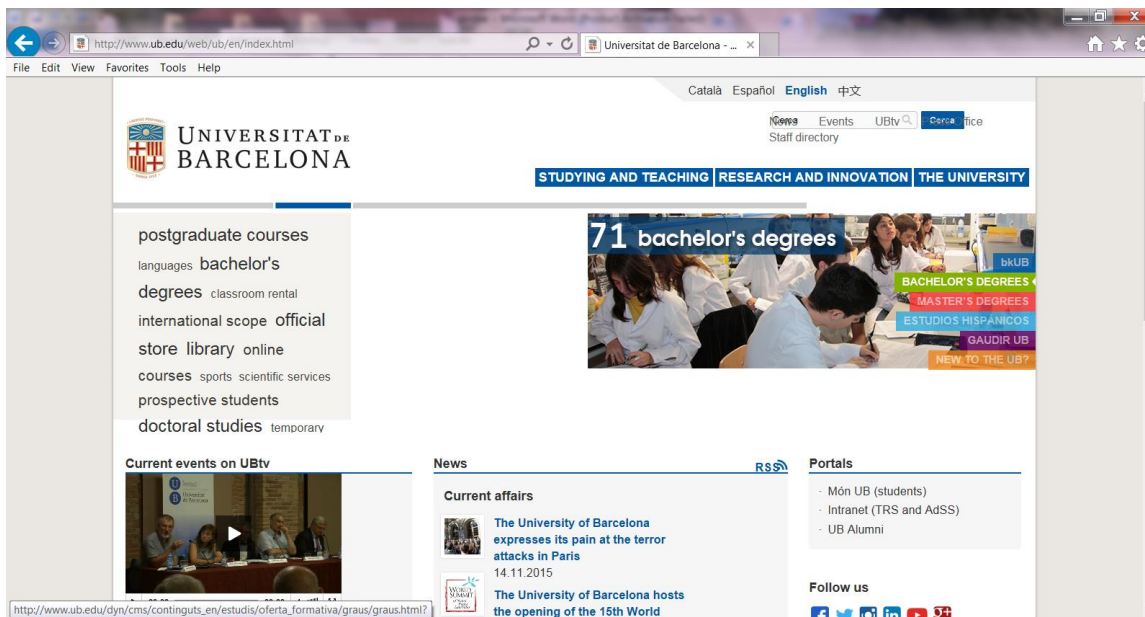 http://www.ub.edu/web/ub/en/index.html
Universitat de Barcelona - ...
File Edit View Favorites Tools Help
Català Español English 中文
Cerca
News Events UBtv
Staff directory
UNIVERSITAT DE
BARCELONA
STUDYING AND TEACHING RESEARCH AND INNOVATION THE UNIVERSITY
postgraduate courses
languages bachelor's
degrees classroom rental
international scope official
store library online
courses sports scientific services
prospective students
doctoral studies temporary
71 bachelor's degrees
bkUB
BACHELOR'S DEGREES
MASTER'S DEGREES
ESTUDIOS HISPÁNICOS
GAUDIR UB
NEW TO THE UB?
Current events on UBtv
News
RSS
Current affairs
The University of Barcelona
expresses its pain at the terror
attacks in Paris
14.11.2015
WORLD
SUMMIT
The University of Barcelona hosts
the opening of the 15th World
Portals
· Món UB (students)
· Intranet (TRS and AdSS)
· UB Alumni
Follow us
http://www.ub.edu/dyn/cms/continguts_en/estudis/oferta_formativa/graus/graus.html?